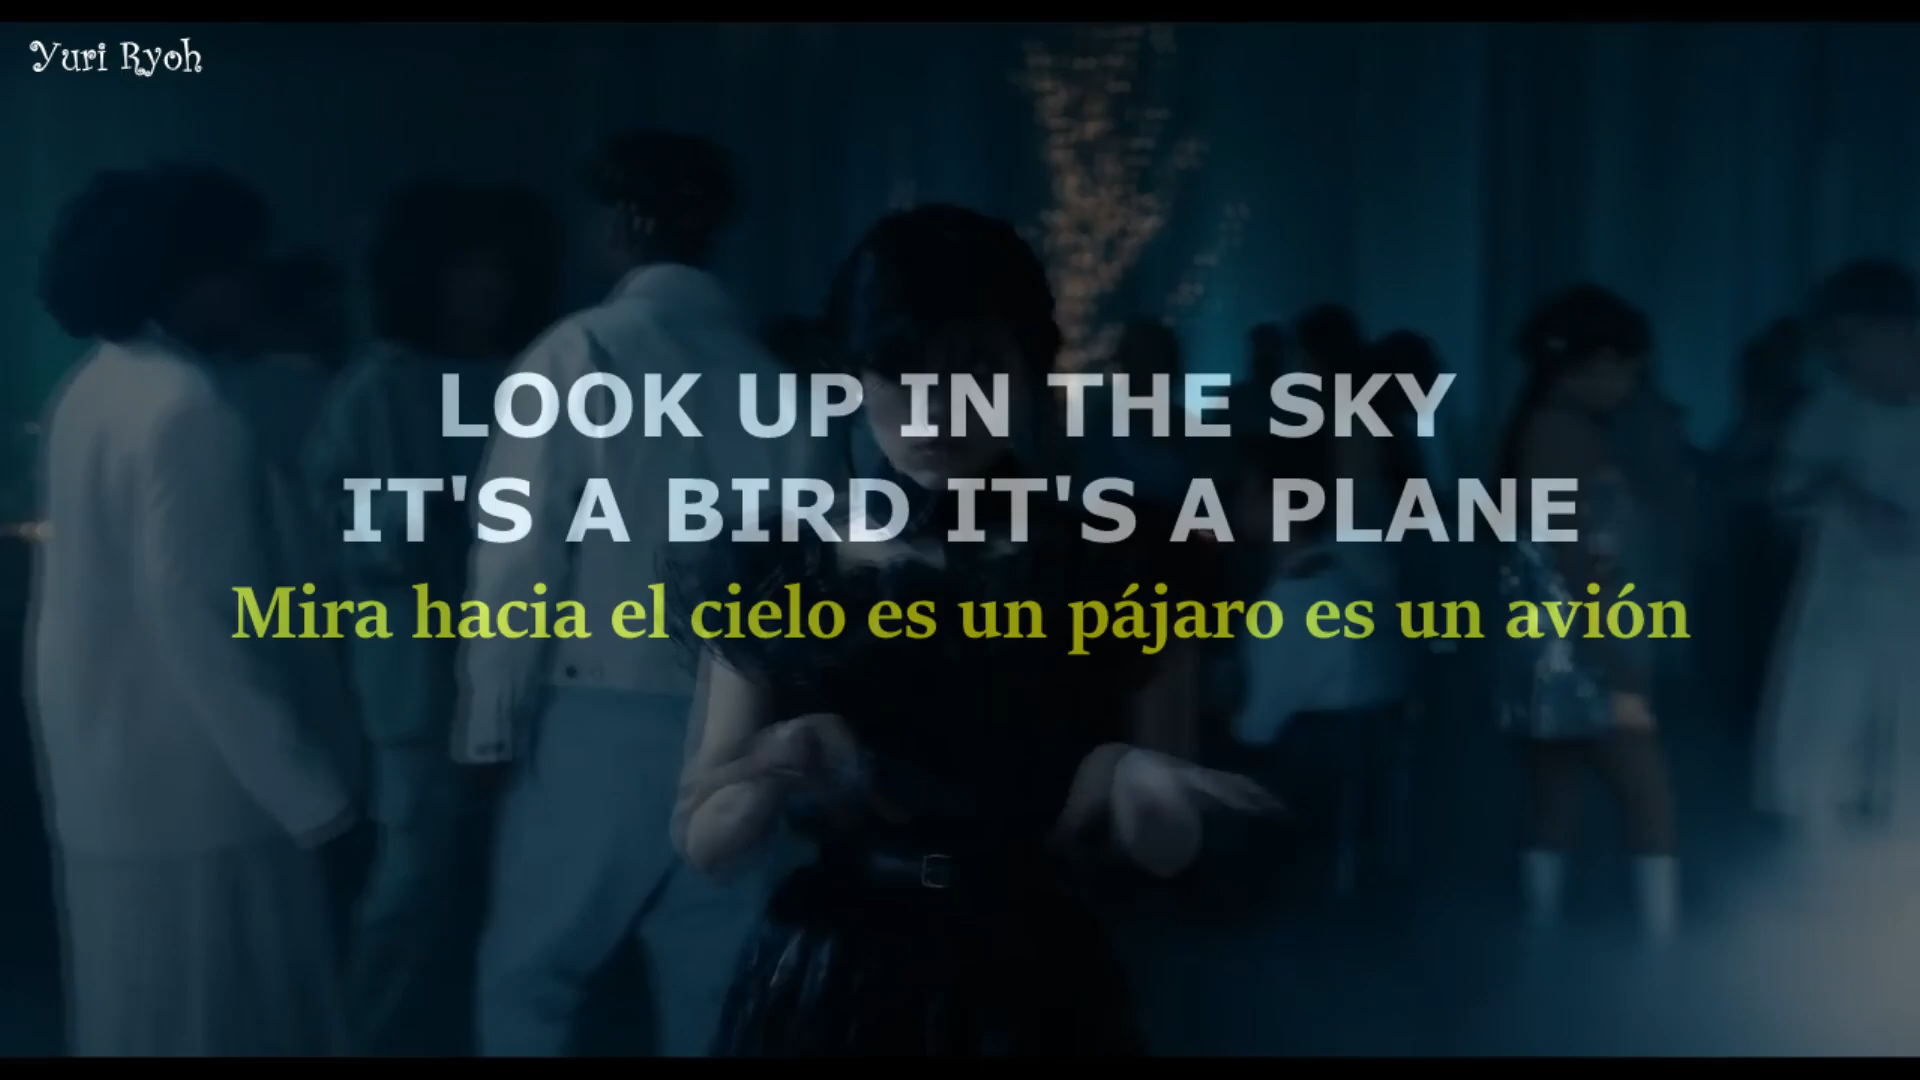 Yuri Ryoh
LOOK UP IN THE SKY
IT'S A BIRD IT'S A PLANE
Mira hacia el cielo es un pájaro es un avión